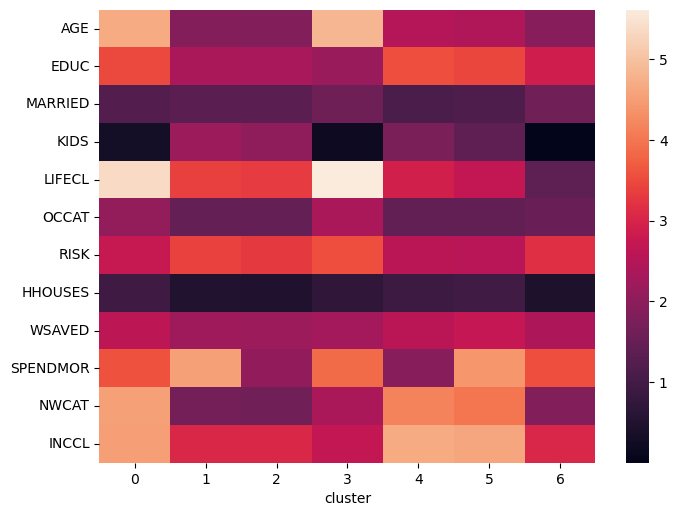 AGE
EDUC
MARRIED
KIDS
LIFECL
OCCAT
RISK
HHOUSES
WSAVED
SPENDMOR
NWCAT
INCCL
0 1 2 3 4 5 6
cluster
5
4
3
2
1